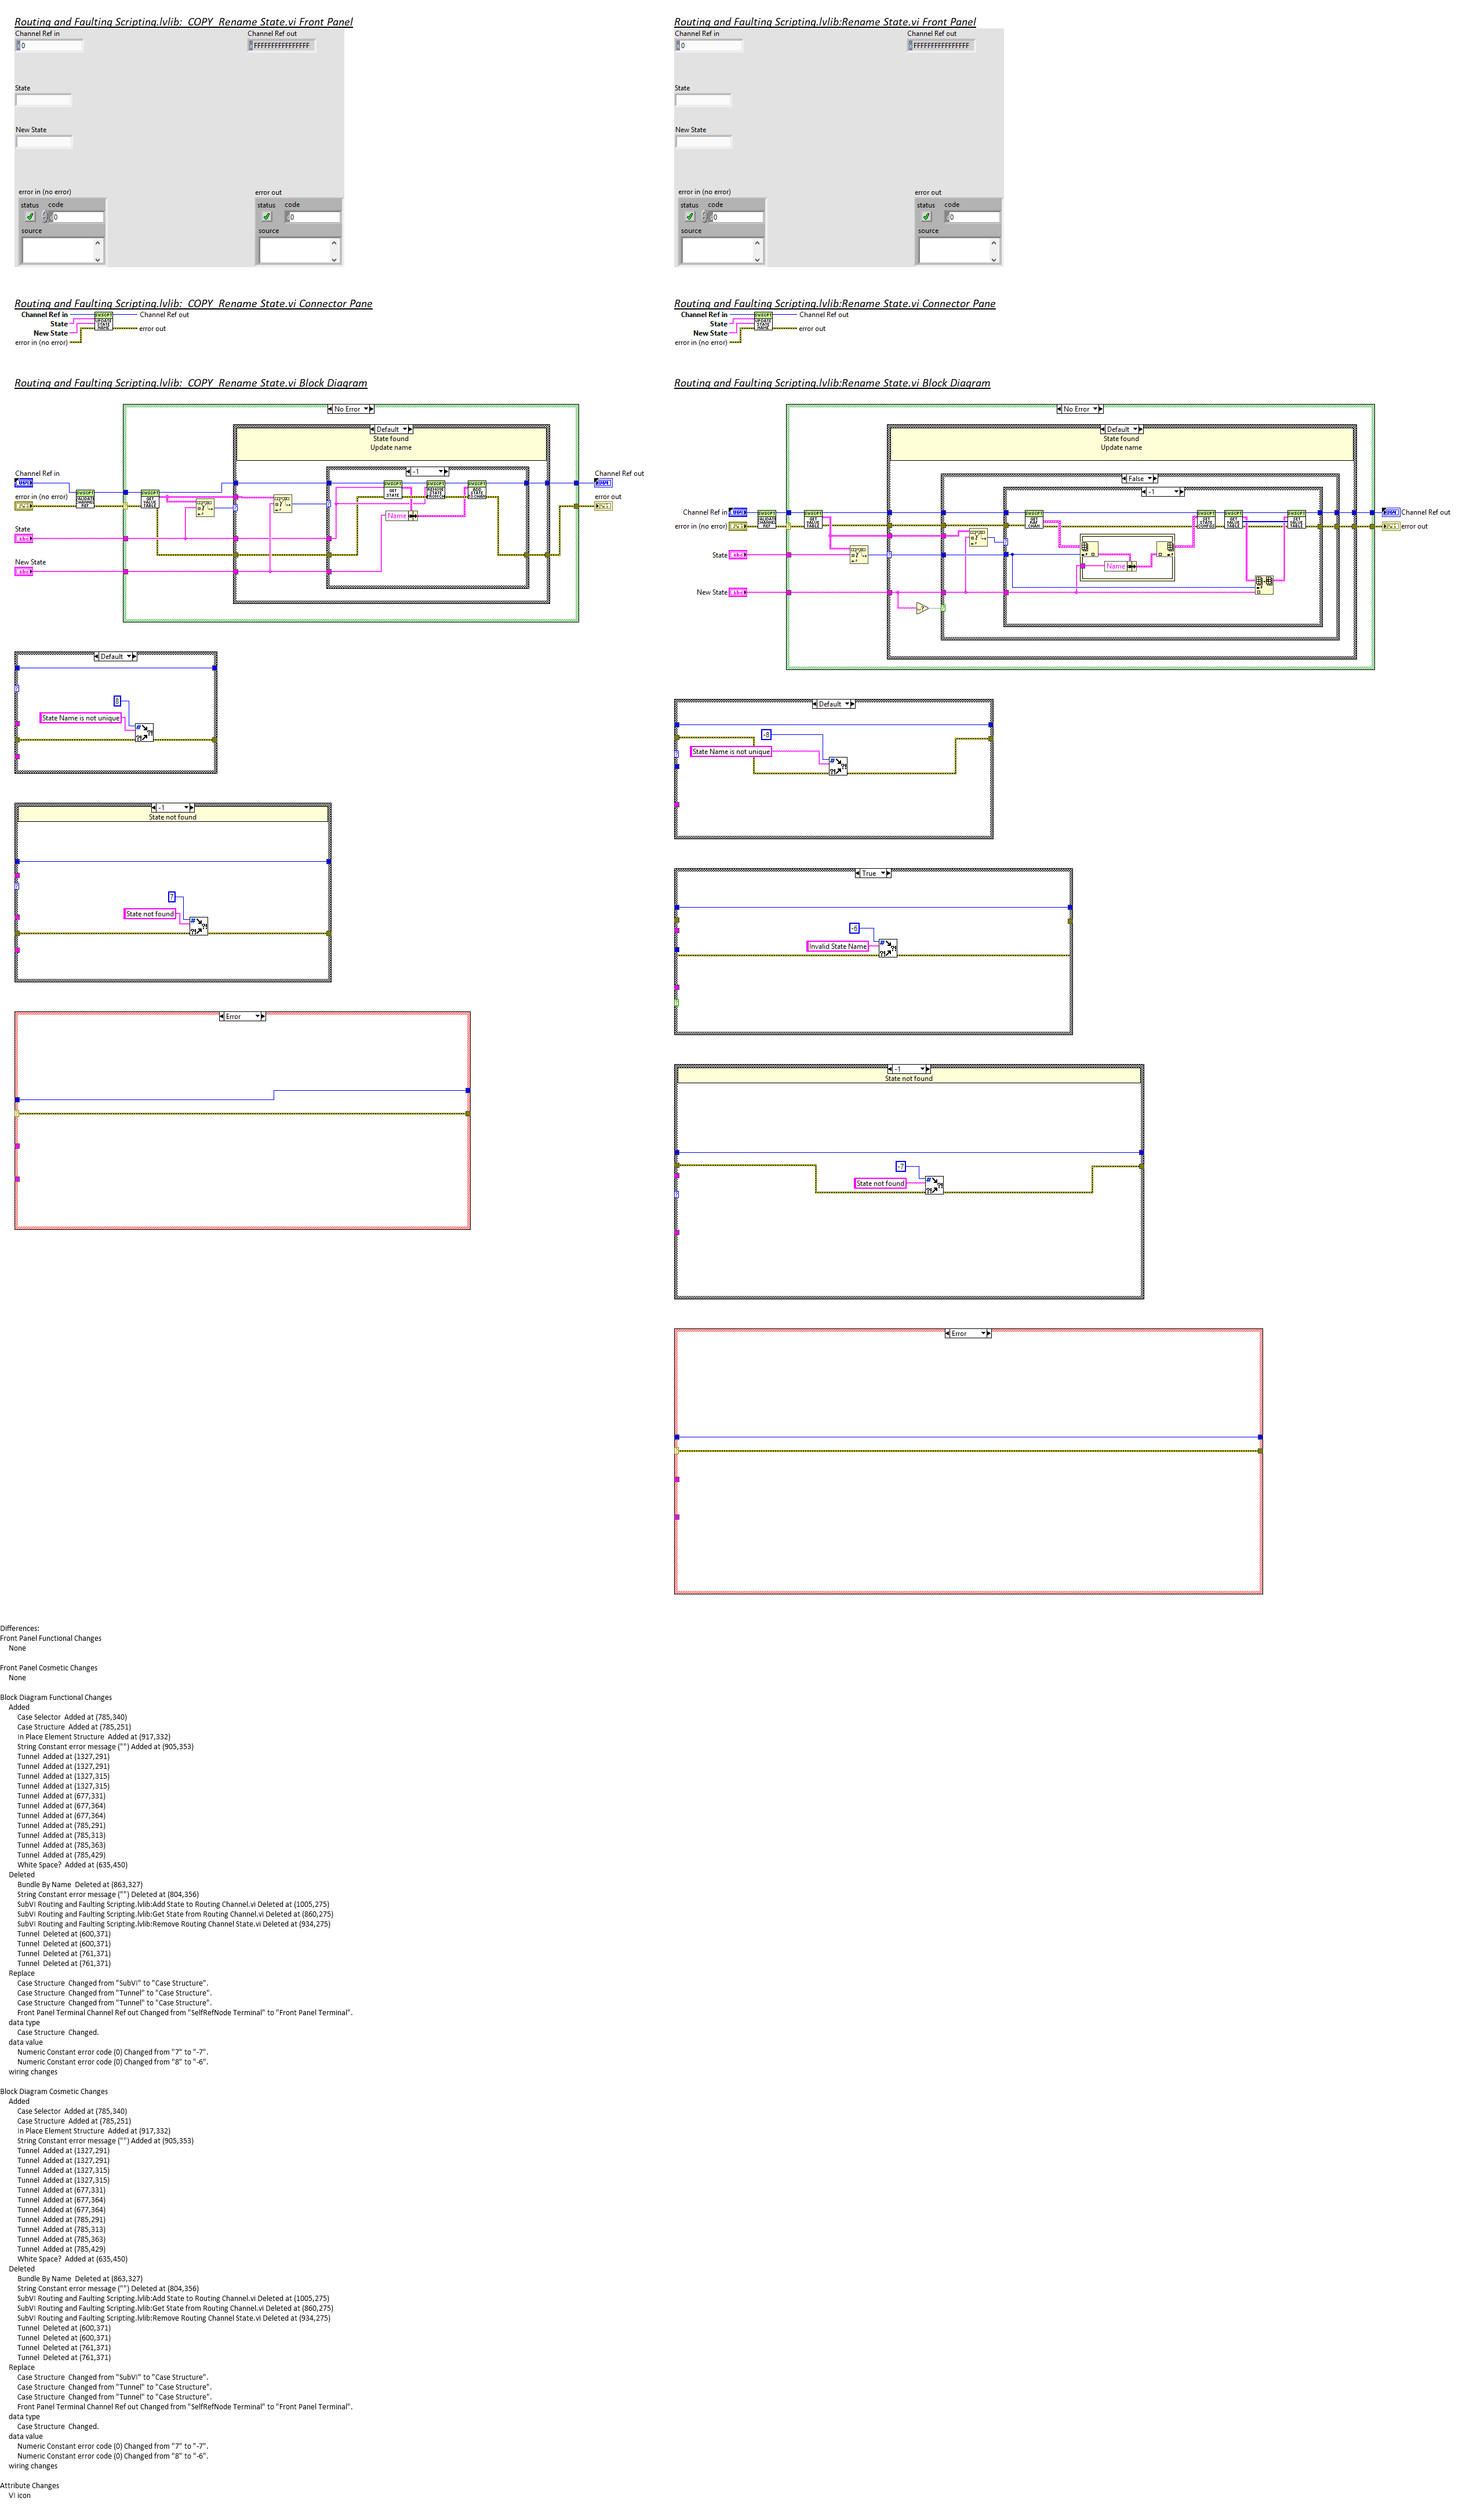 Routing and Faulting Scripting.lvlib:_COPY_Rename State.vi Front Panel
Channel Ref in
0
Channel Ref out
FFFFFFFFFFFFFFFF
State
New State
error in (no error)
status
code
0
source
error out
status
code
0
source
Routing and Faulting Scripting.lvlib:_COPY_Rename State.vi Connector Pane
Channel Ref in
State
New State
error in (no error)
Channel Ref out
error out
Routing and Faulting Scripting.lvlib:_COPY_Rename State.vi Block Diagram
No Error
Default
State found
Update name
-1
Channel Ref in
error in (no error)
State
New State
VALIDATE CHANNEL REF
GET VALUE TABLE
GET STATE
Name
Channel Ref out
error out
Default
8
State Name is not unique
-1
State not found
7
State not found
Error
Routing and Faulting Scripting.lvlib:Rename State.vi Front Panel
Channel Ref in
0
Channel Ref out
FFFFFFFFFFFFFFFF
State
New State
error in (no error)
status
code
0
source
error out
status
code
0
source
Routing and Faulting Scripting.lvlib:Rename State.vi Connector Pane
Channel Ref in
State
New State
error in (no error)
Channel Ref out
error out
Routing and Faulting Scripting.lvlib:Rename State.vi Block Diagram
No Error
Default
State found
Update name
False
-1
Channel Ref in
error in (no error)
State
New State
Name
Channel Ref out
error out
Default
-8
State Name is not unique
True
-6
Invalid State Name
-1
State not found
-7
State not found
Error
Differences:
Front Panel Functional Changes
None
Front Panel Cosmetic Changes
None
Block Diagram Functional Changes
Added
Case Selector  Added at (785,340)
Case Structure  Added at (785,251)
In Place Element Structure  Added at (917,332)
String Constant error message ("") Added at (905,353)
Tunnel  Added at (1327,291)
Tunnel  Added at (1327,291)
Tunnel  Added at (1327,315)
Tunnel  Added at (1327,315)
Tunnel  Added at (677,331)
Tunnel  Added at (677,364)
Tunnel  Added at (677,364)
Tunnel  Added at (785,291)
Tunnel  Added at (785,313)
Tunnel  Added at (785,363)
Tunnel  Added at (785,429)
White Space?  Added at (635,450)
Deleted
Bundle By Name  Deleted at (863,327)
String Constant error message ("") Deleted at (804,356)
SubVI Routing and Faulting Scripting.lvlib:Add State to Routing Channel.vi Deleted at (1005,275)
SubVI Routing and Faulting Scripting.lvlib:Get State from Routing Channel.vi Deleted at (860,275)
SubVI Routing and Faulting Scripting.lvlib:Remove Routing Channel State.vi Deleted at (934,275)
Tunnel  Deleted at (600,371)
Tunnel  Deleted at (600,371)
Tunnel  Deleted at (761,371)
Tunnel  Deleted at (761,371)
Replace
Case Structure  Changed from "SubVI" to "Case Structure".
Case Structure  Changed from "Tunnel" to "Case Structure".
Case Structure  Changed from "Tunnel" to "Case Structure".
Front Panel Terminal Channel Ref out Changed from "SelfRefNode Terminal" to "Front Panel Terminal".
data type
Case Structure  Changed.
data value
Numeric Constant error code (0) Changed from "7" to "-7".
Numeric Constant error code (0) Changed from "8" to "-6".
wiring changes
Block Diagram Cosmetic Changes
Added
Case Selector  Added at (785,340)
Case Structure  Added at (785,251)
In Place Element Structure  Added at (917,332)
String Constant error message ("") Added at (905,353)
Tunnel  Added at (1327,291)
Tunnel  Added at (1327,291)
Tunnel  Added at (1327,315)
Tunnel  Added at (1327,315)
Tunnel  Added at (677,331)
Tunnel  Added at (677,364)
Tunnel  Added at (677,364)
Tunnel  Added at (785,291)
Tunnel  Added at (785,313)
Tunnel  Added at (785,363)
Tunnel  Added at (785,429)
White Space?  Added at (635,450)
Deleted
Bundle By Name  Deleted at (863,327)
String Constant error message ("") Deleted at (804,356)
SubVI Routing and Faulting Scripting.lvlib:Add State to Routing Channel.vi Deleted at (1005,275)
SubVI Routing and Faulting Scripting.lvlib:Get State from Routing Channel.vi Deleted at (860,275)
SubVI Routing and Faulting Scripting.lvlib:Remove Routing Channel State.vi Deleted at (934,275)
Tunnel  Deleted at (600,371)
Tunnel  Deleted at (600,371)
Tunnel  Deleted at (761,371)
Tunnel  Deleted at (761,371)
Replace
Case Structure  Changed from "SubVI" to "Case Structure".
Case Structure  Changed from "Tunnel" to "Case Structure".
Case Structure  Changed from "Tunnel" to "Case Structure".
Front Panel Terminal Channel Ref out Changed from "SelfRefNode Terminal" to "Front Panel Terminal".
data type
Case Structure  Changed.
data value
Numeric Constant error code (0) Changed from "7" to "-7".
Numeric Constant error code (0) Changed from "8" to "-6".
wiring changes
Attribute Changes
VI icon